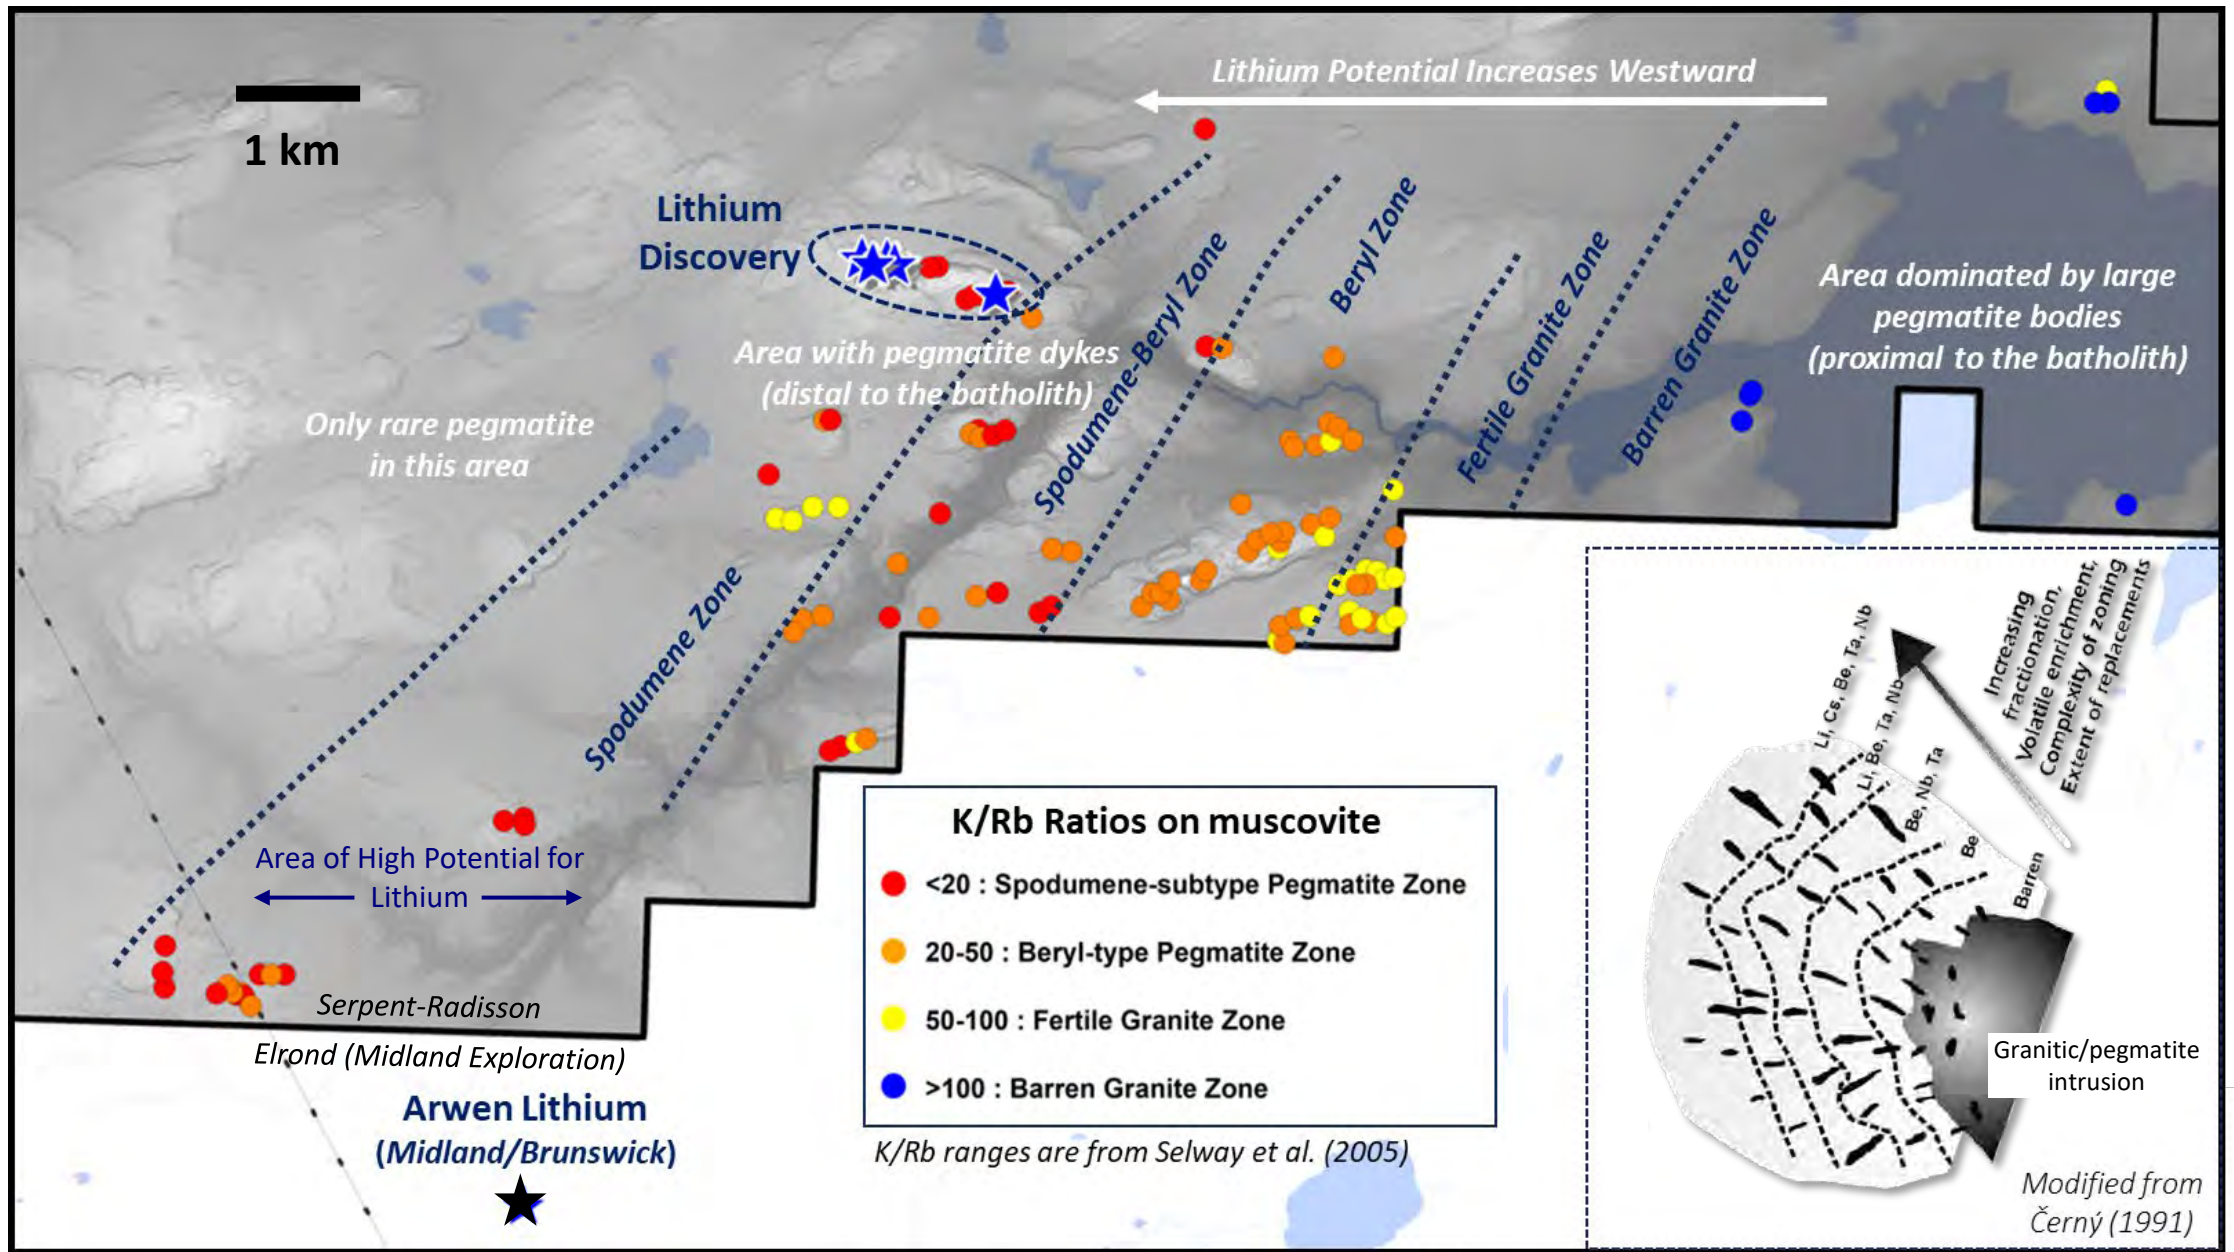 Lithium Potential Increases Westward
1 km
Lithium
Discovery
Spodumene-Beryl Zone
Beryl Zone
Fertile Granite Zone
Barren Granite Zone
Area dominated by large
pegmatite bodies
(proximal to the batholith)
Area with pegmatite dykes
(distal to the batholith)
Only rare pegmatite
in this area
Spodumene Zone
Area of High Potential for
Lithium
Serpent-Radisson
Elrond (Midland Exploration)
Arwen Lithium
(Midland/Brunswick)
K/Rb Ratios on muscovite
<20 : Spodumene-subtype Pegmatite Zone
20-50 : Beryl-type Pegmatite Zone
50-100 : Fertile Granite Zone
>100 : Barren Granite Zone
K/Rb ranges are from Selway et al. (2005)
Li, Cs, Be, Ta, Nb
Li, Be, Ta, Nb
Be, Nb, Ta
Be
Barren
Increasing
fractionation,
Volatile enrichment,
Complexity of zoning
Extent of replacements
Granitic/pegmatite
intrusion
Modified from
Černý (1991)